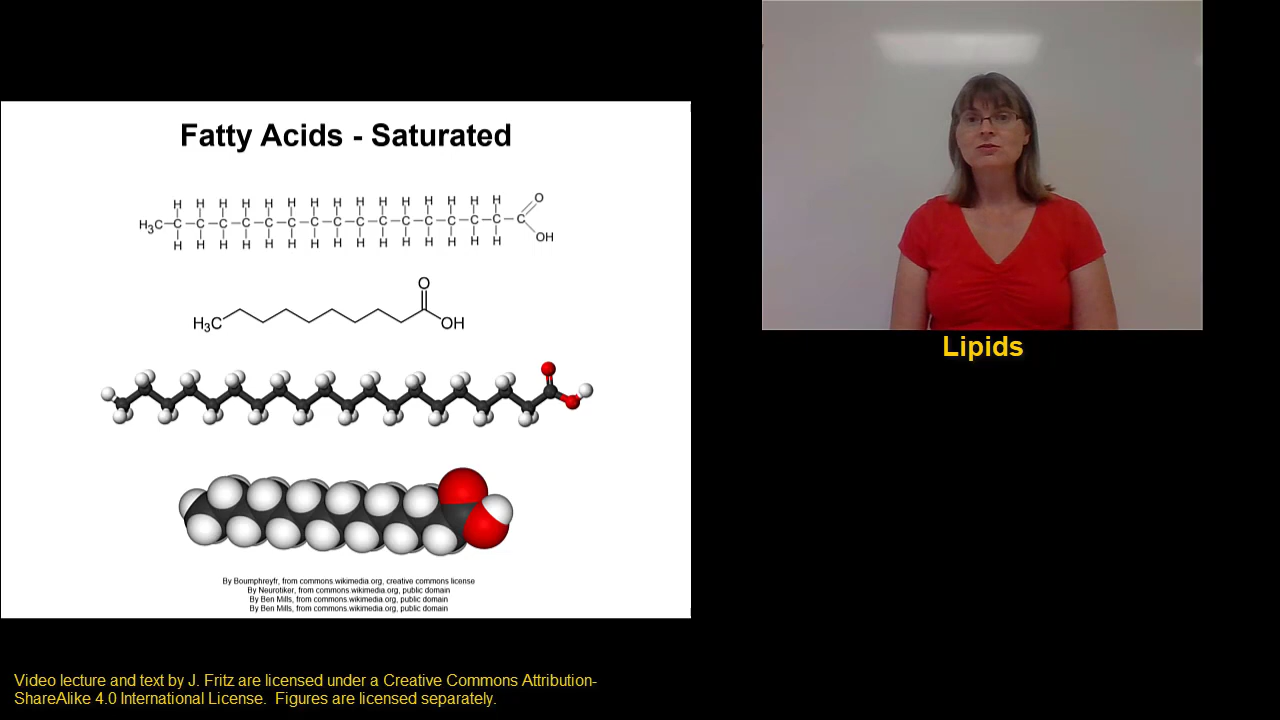 Fatty Acids - Saturated
H H H H H H H H H H H H H H H O
H₃C-C-C-C-C-C-C-C-C-C-C-C-C-C-C-C-C
H H H H H H H H H H H H H H H OH
O
H₃C OH
By Boumphreyfr, from commons.wikimedia.org, creative commons license
By Neurotiker, from commons.wikimedia.org, public domain
By Ben Mills, from commons.wikimedia.org, public domain
By Ben Mills, from commons.wikimedia.org, public domain
Lipids
Video lecture and text by J. Fritz are licensed under a Creative Commons Attribution-
ShareAlike 4.0 International License.  Figures are licensed separately.